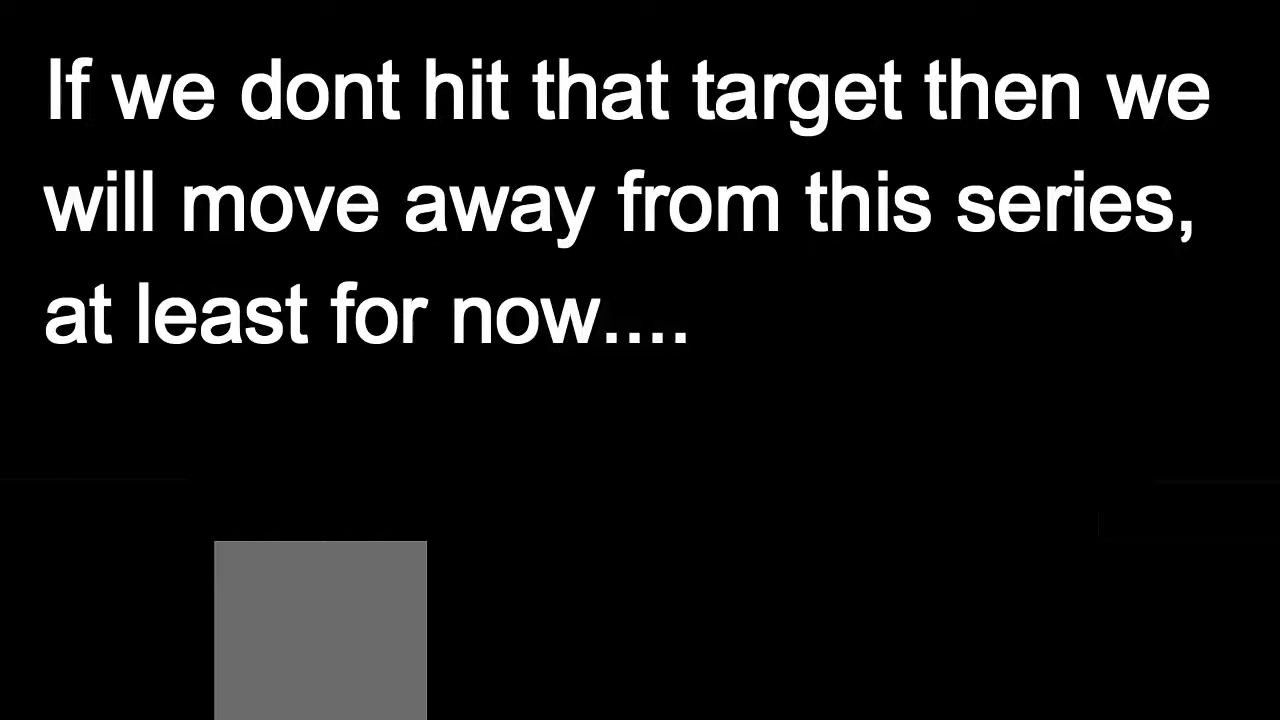 If we dont hit that target then we
will move away from this series,
at least for now....